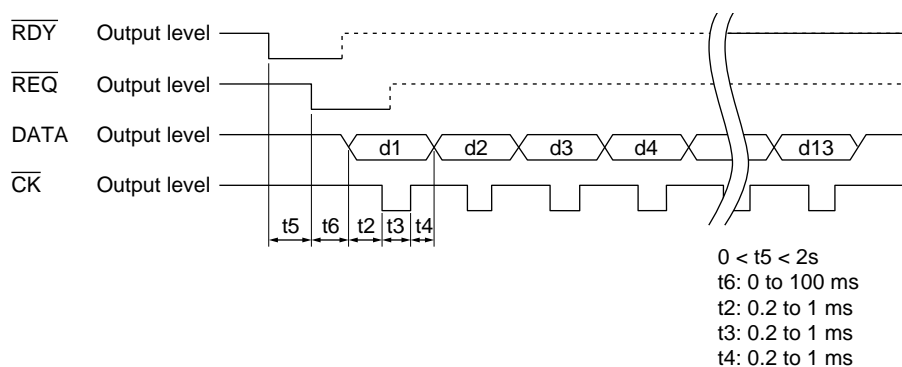 RDY Output level
REQ Output level
DATA Output level
d1 d2 d3 d4 d13
CK Output level
t5 t6 t2 t3 t4
0 < t5 < 2s
t6: 0 to 100 ms
t2: 0.2 to 1 ms
t3: 0.2 to 1 ms
t4: 0.2 to 1 ms